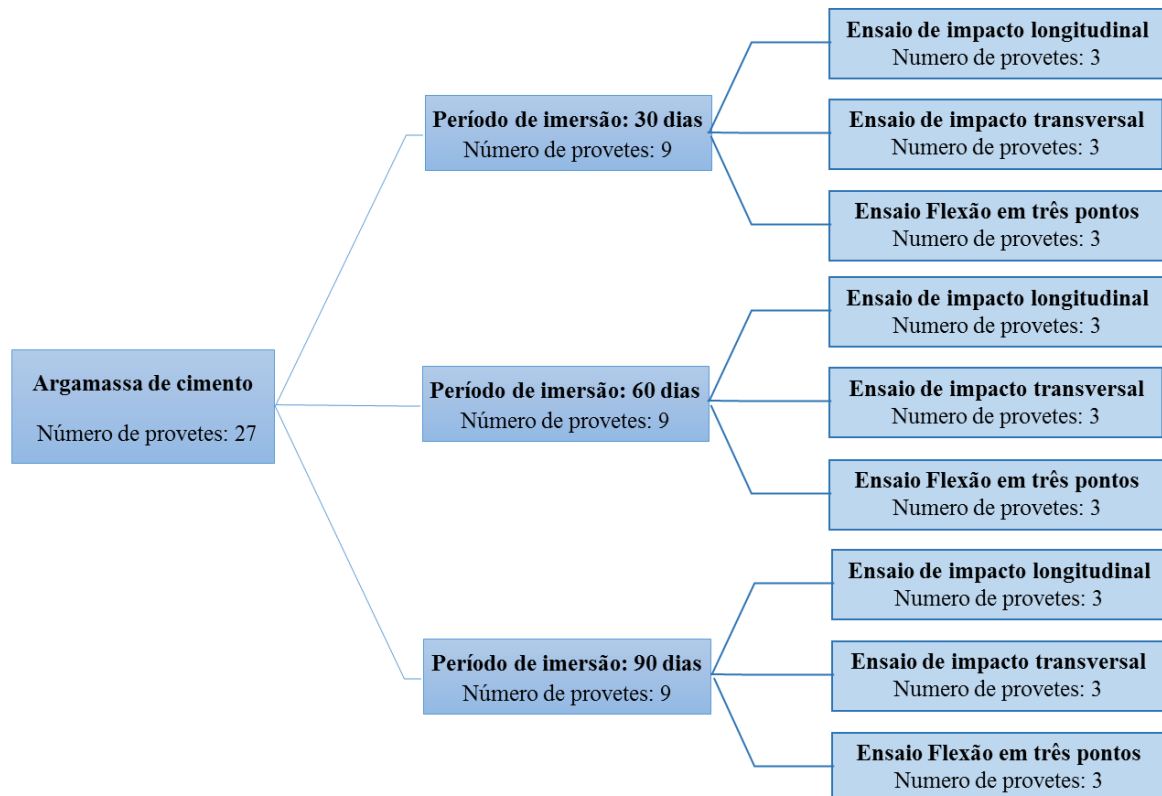 Argamassa de cimento
Número de provetes: 27
Período de imersão: 30 dias
Número de provetes: 9
Ensaio de impacto longitudinal
Numero de provetes: 3
Ensaio de impacto transversal
Numero de provetes: 3
Ensaio Flexão em três pontos
Numero de provetes: 3
Período de imersão: 60 dias
Número de provetes: 9
Ensaio de impacto longitudinal
Numero de provetes: 3
Ensaio de impacto transversal
Numero de provetes: 3
Ensaio Flexão em três pontos
Numero de provetes: 3
Período de imersão: 90 dias
Número de provetes: 9
Ensaio de impacto longitudinal
Numero de provetes: 3
Ensaio de impacto transversal
Numero de provetes: 3
Ensaio Flexão em três pontos
Numero de provetes: 3